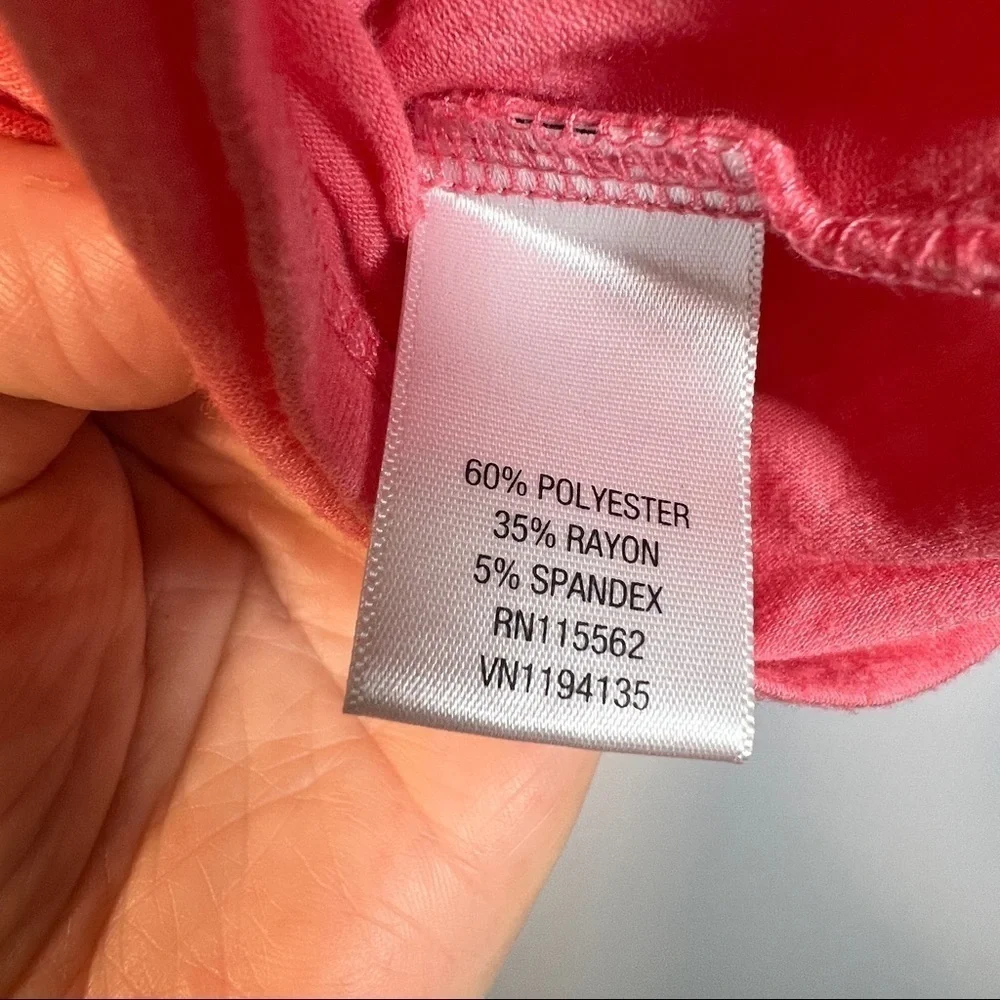 60% POLYESTER
35% RAYON
5% SPANDEX
RN115562
VN1194135